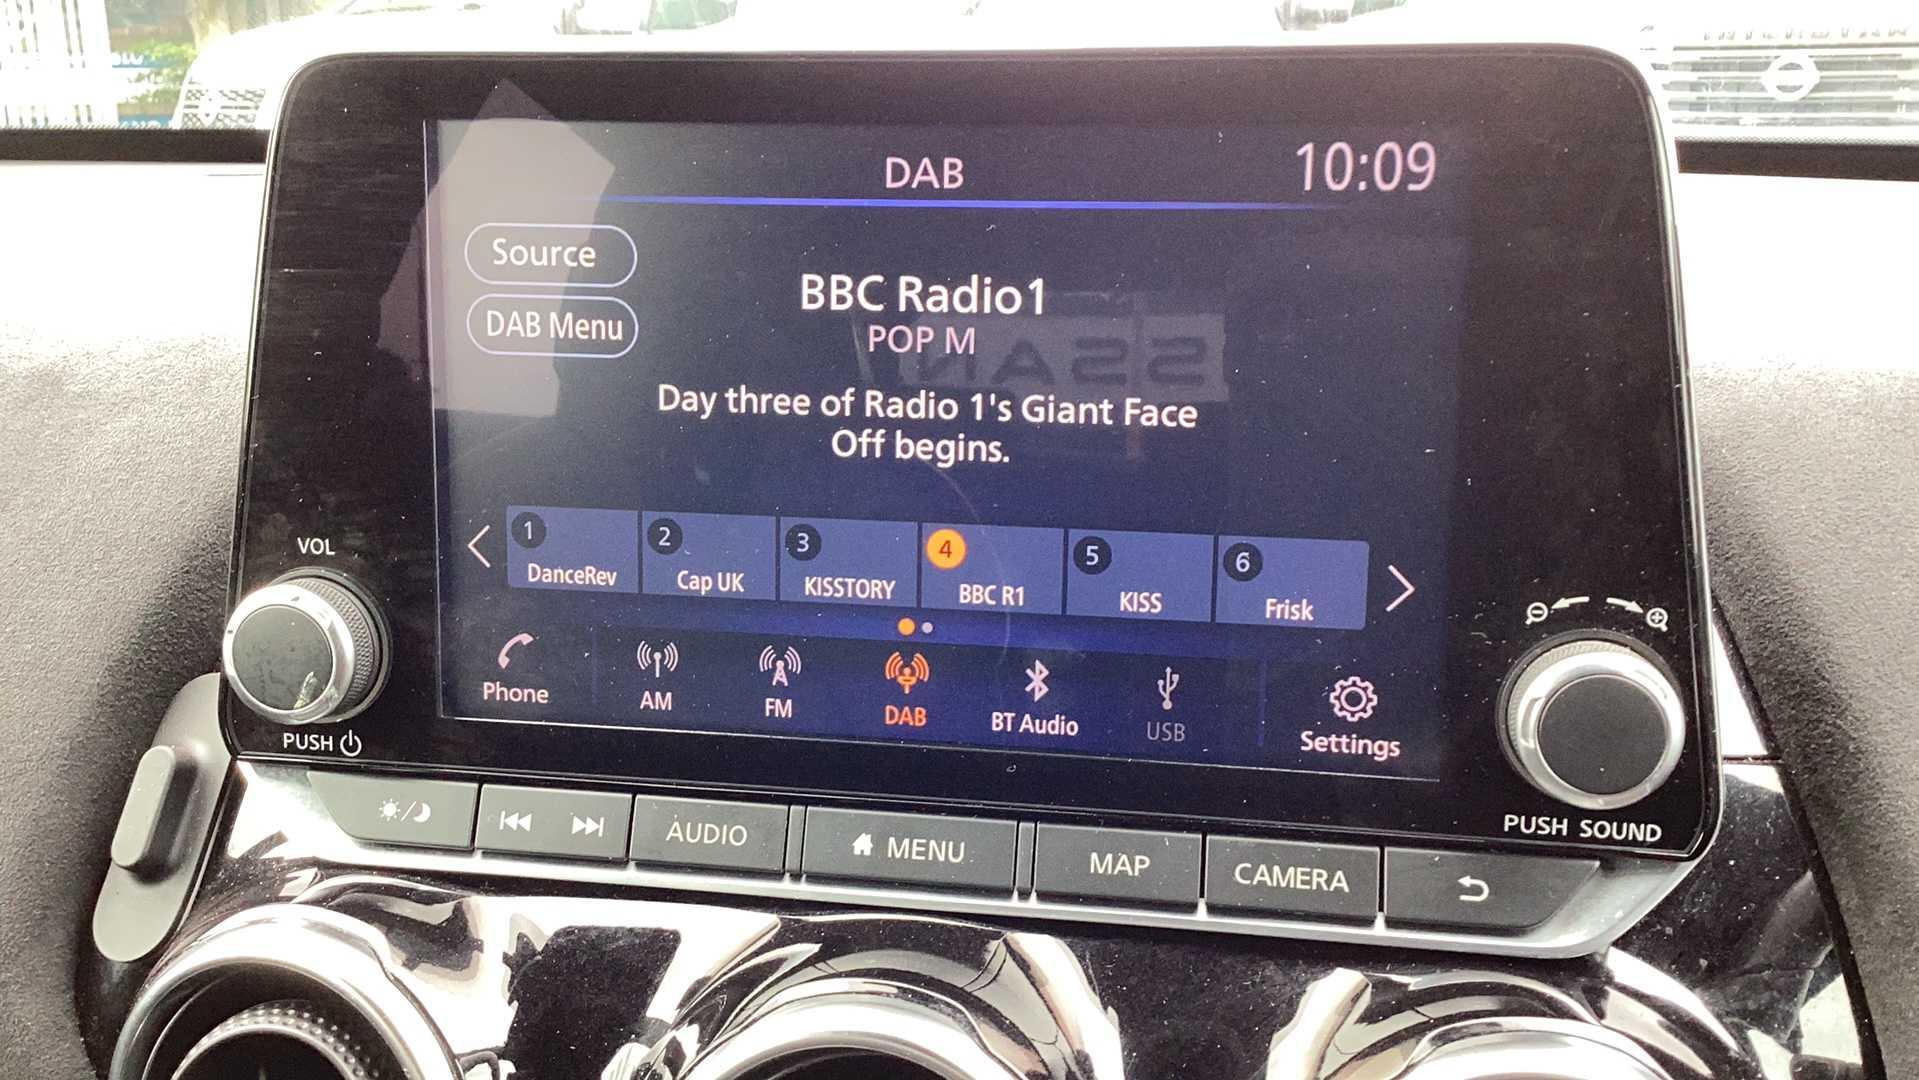 DAB
10:09
Source
DAB Menu
BBC Radio1
POP M
Day three of Radio 1's Giant Face
Off begins.
1
DanceRev
2
Cap UK
3
KISSTORY
4
BBC R1
5
KISS
6
Frisk
Phone
AM
FM
DAB
BT Audio
USB
Settings
VOL
PUSH
PUSH SOUND
AUDIO
MENU
MAP
CAMERA